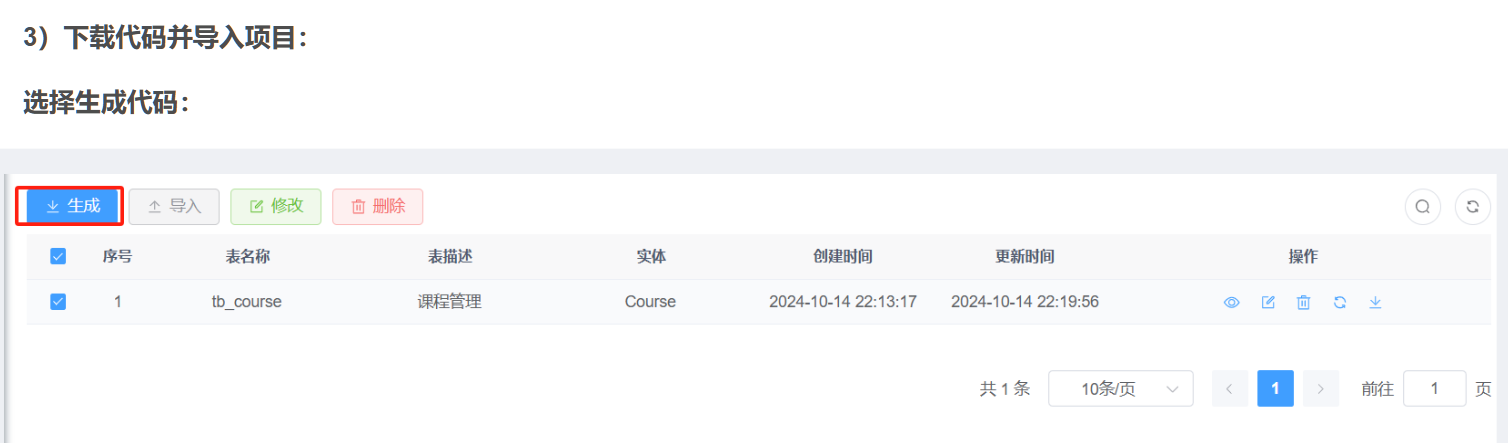 3）下载代码并导入项目：
选择生成代码：
生成 导入 修改 删除
序号 表名称 表描述 实体 创建时间 更新时间 操作
1 tb_course 课程管理 Course 2024-10-14 22:13:17 2024-10-14 22:19:56
共 1 条 10条/页 1 前往 1 页